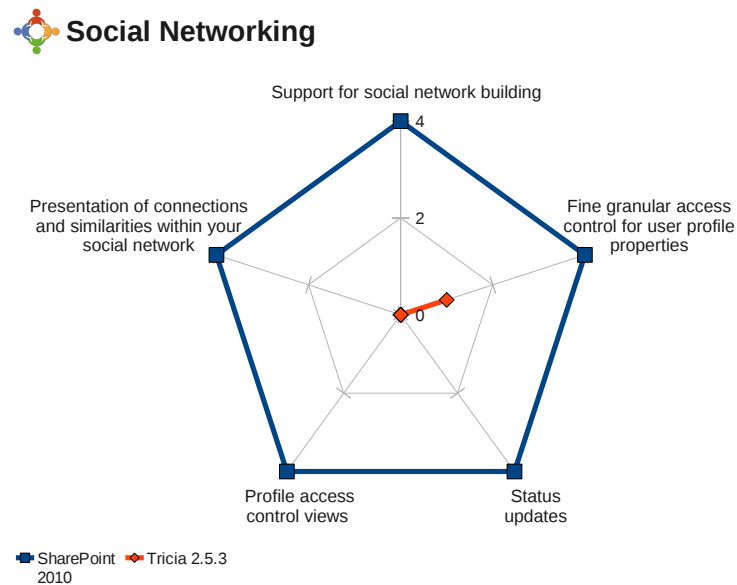 Social Networking
Support for social network building
4
Presentation of connections
and similarities within your
social network
Fine granular access
control for user profile
properties
2
0
Profile access
control views
Status
updates
SharePoint
2010
Tricia 2.5.3